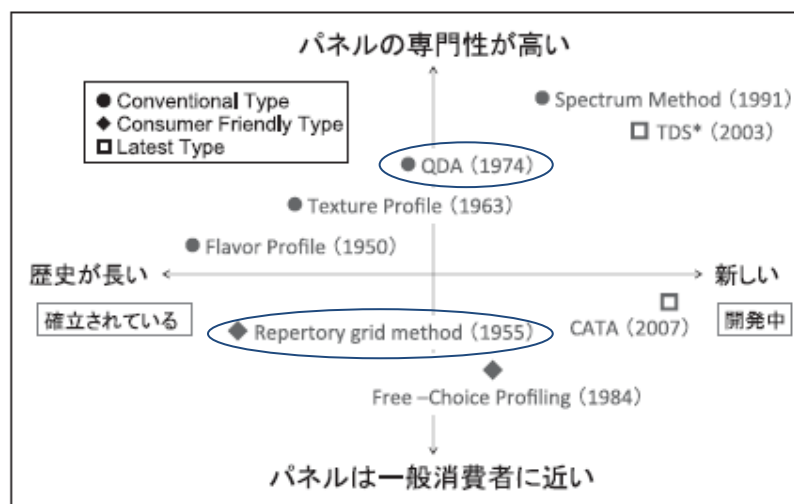 パネルの専門性が高い
● Conventional Type
◆ Consumer Friendly Type
□ Latest Type
Spectrum Method (1991)
TDS* (2003)
QDA (1974)
Texture Profile (1963)
Flavor Profile (1950)
歴史が長い
新しい
確立されている
Repertory grid method (1955)
CATA (2007)
開発中
Free –Choice Profiling (1984)
パネルは一般消費者に近い